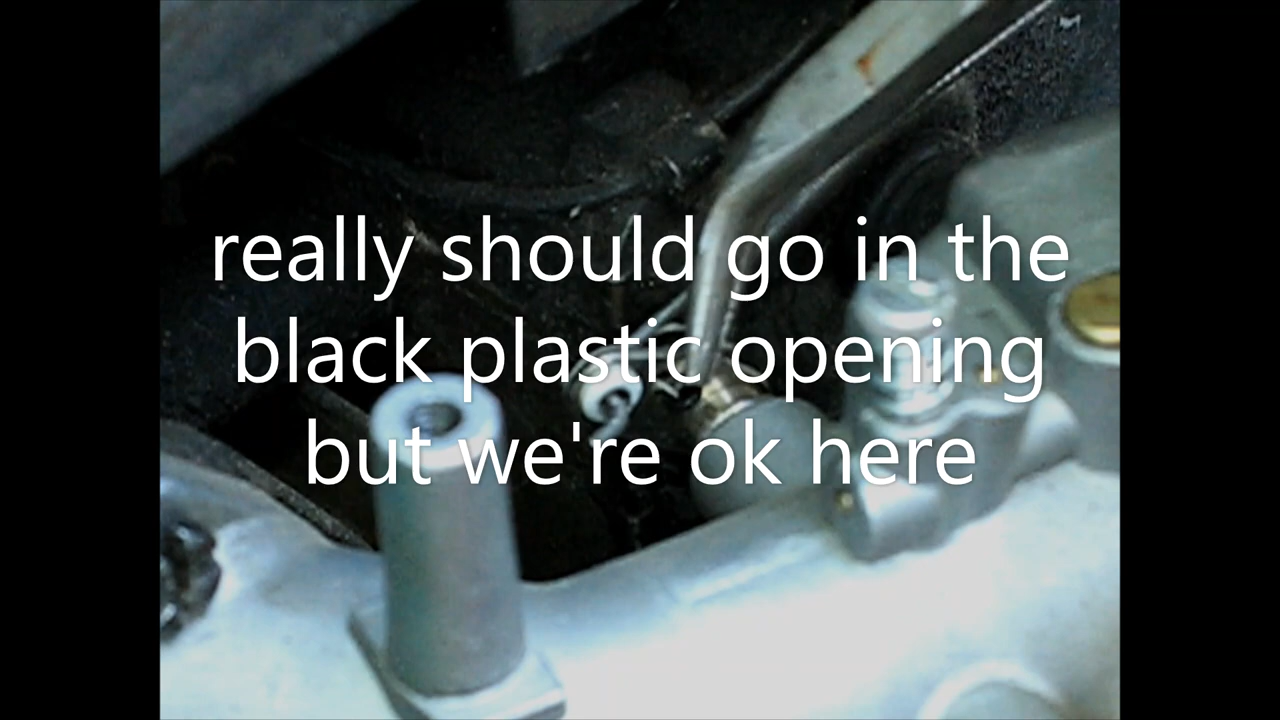 really should go in the
black plastic opening
but we're ok here